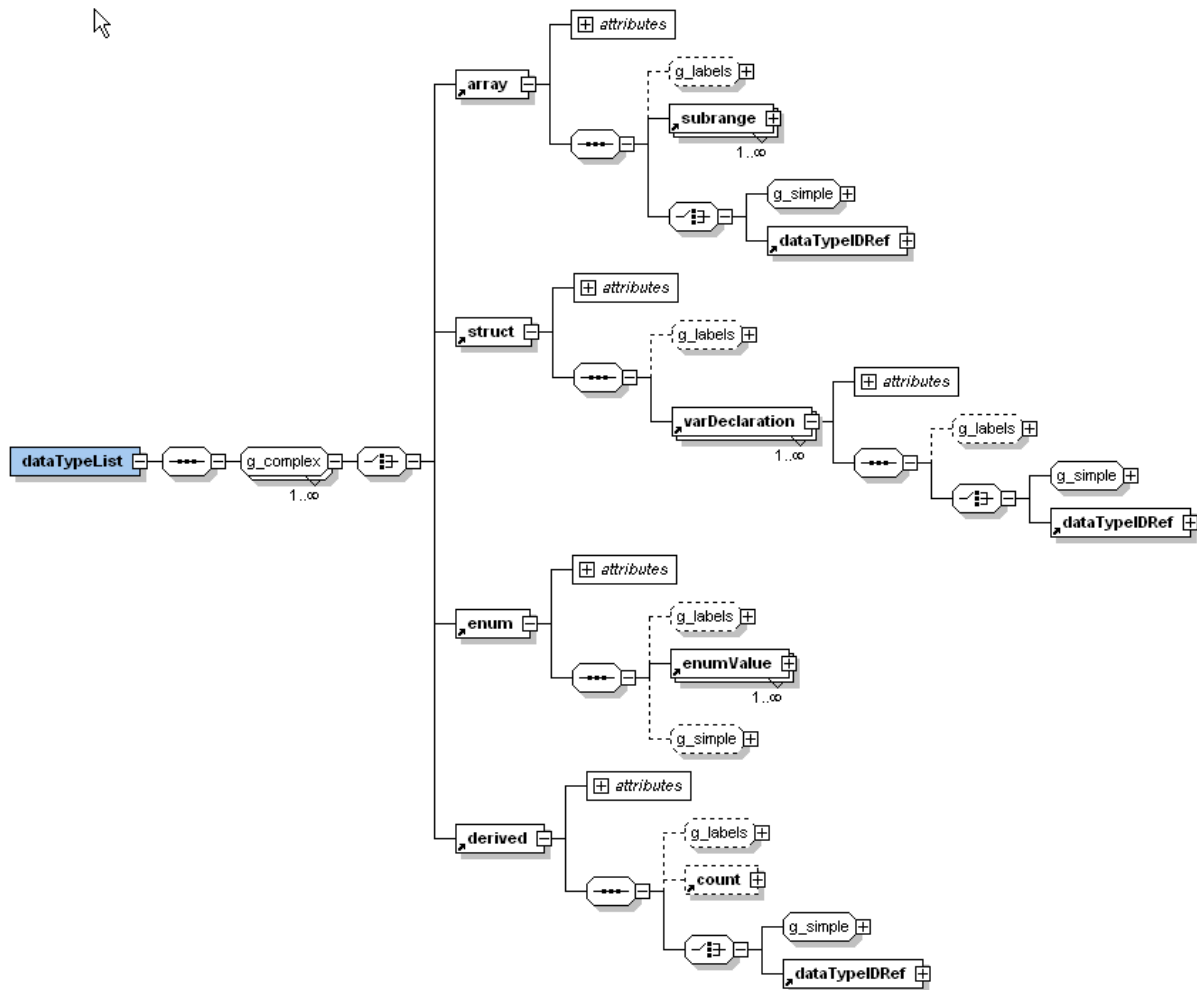 attributes
g_labels
array
subrange
1..∞
g_simple
dataTypeIDRef
attributes
g_labels
struct
attributes
varDeclaration
1..∞
g_labels
dataTypeList
g_complex
1..∞
g_simple
dataTypeIDRef
attributes
g_labels
enum
enumValue
1..∞
g_simple
attributes
g_labels
derived
count
g_simple
dataTypeIDRef